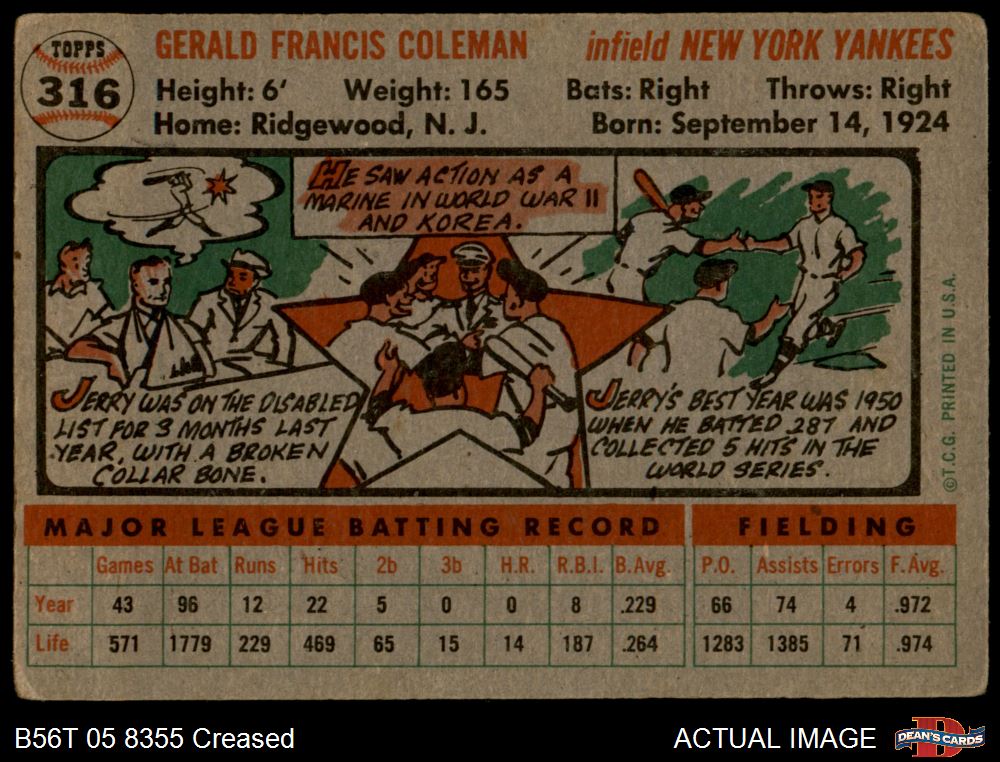 TOPPS
316
GERALD FRANCIS COLEMAN infield NEW YORK YANKEES
Height: 6' Weight: 165 Bats: Right Throws: Right
Home: Ridgewood, N. J. Born: September 14, 1924
HE SAW ACTION AS A
MARINE IN WORLD WAR II
AND KOREA.
JERRY WAS ON THE DISABLED
LIST FOR 3 MONTHS LAST
YEAR, WITH A BROKEN
COLLAR BONE.
JERRY'S BEST YEAR WAS 1950
WHEN HE BATTED .287 AND
COLLECTED 5 HITS IN THE
WORLD SERIES.
©T.C.G. PRINTED IN U.S.A.
MAJOR LEAGUE BATTING RECORD FIELDING
Games At Bat Runs Hits 2b 3b H.R. R.B.I. B.Avg. P.O. Assists Errors F.Avg.
Year 43 96 12 22 5 0 0 8 .229 66 74 4 .972
Life 571 1779 229 469 65 15 14 187 .264 1283 1385 71 .974
B56T 05 8355 Creased ACTUAL IMAGE DEAN'S CARDS